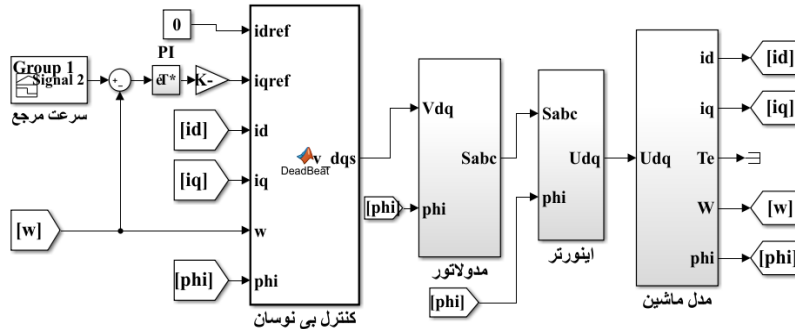 0
idref
Group 1
Signal 2
PI
K-
iqref
سرعت مرجع
[id]
id
[iq]
iq
v_dqs
DeadBeat
[w]
w
[phi]
phi
کنترل بی نوسان
Vdq
Sabc
[phi]
phi
مدولاتور
Sabc
Udq
phi
اینورتر
[phi]
Udq
id
iq
Te
W
phi
مدل ماشین
[id]
[iq]
[w]
[phi]